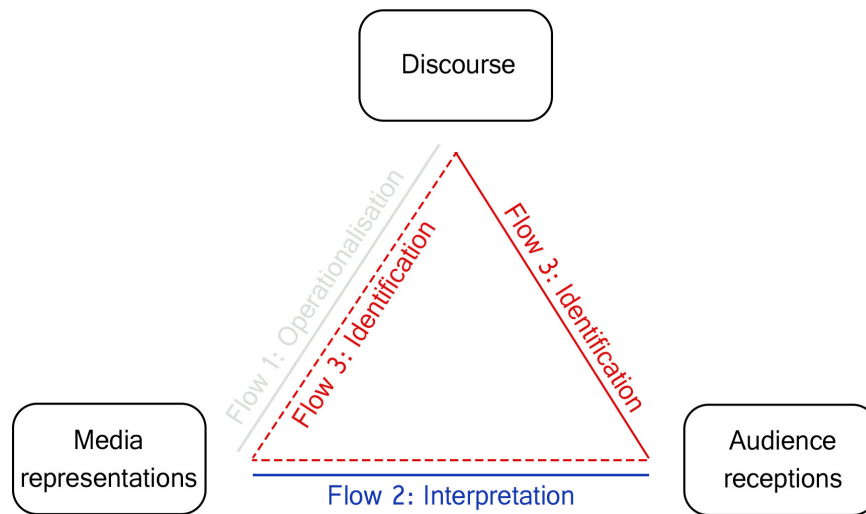 Discourse
Flow 1: Operationalisation
Flow 3: Identification
Flow 3: Identification
Media
representations
Audience
receptions
Flow 2: Interpretation